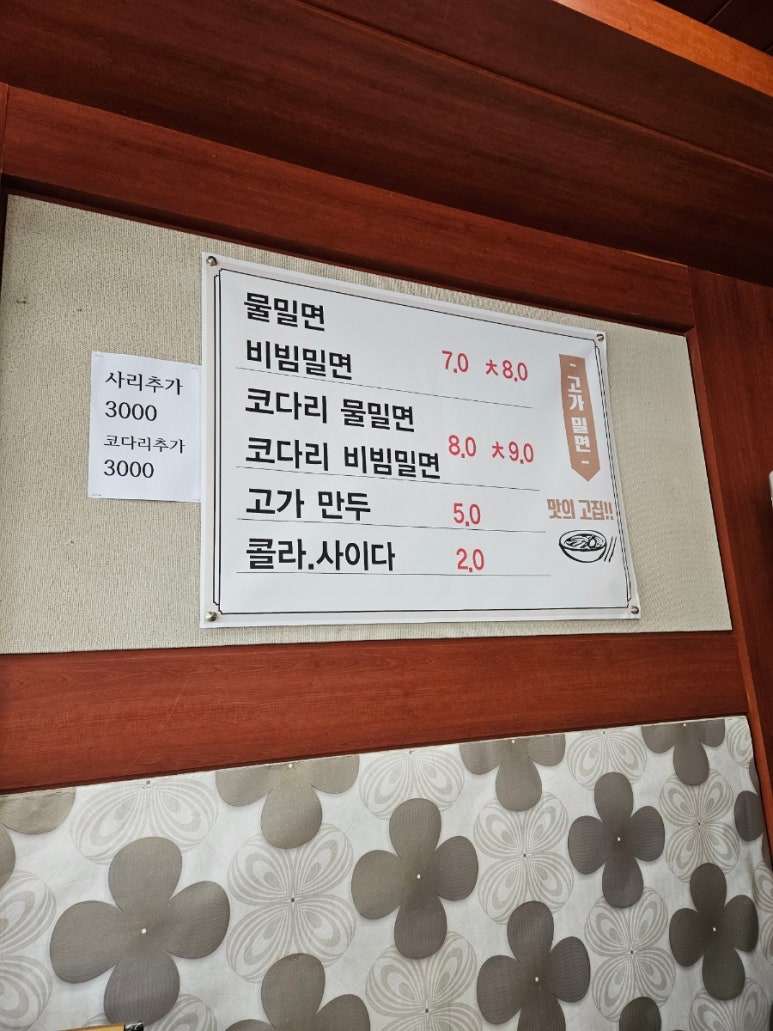 사리추가
3000
코다리추가
3000
물밀면
비빔밀면 7.0 大8.0
코다리 물밀면
코다리 비빔밀면 8.0 大9.0
고가 만두 5.0
콜라.사이다 2.0
- 고가 밀면 -
맛의 고집!!